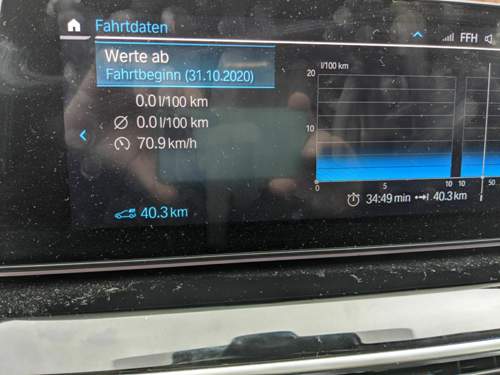 Fahrtdaten
FFH
Werte ab
Fahrtbeginn (31.10.2020)
0.0 l/100 km
Ø 0.0 l/100 km
70.9 km/h
40.3 km
l/100 km
20
10
0
5
10
10
50
34:49 min
40.3 km